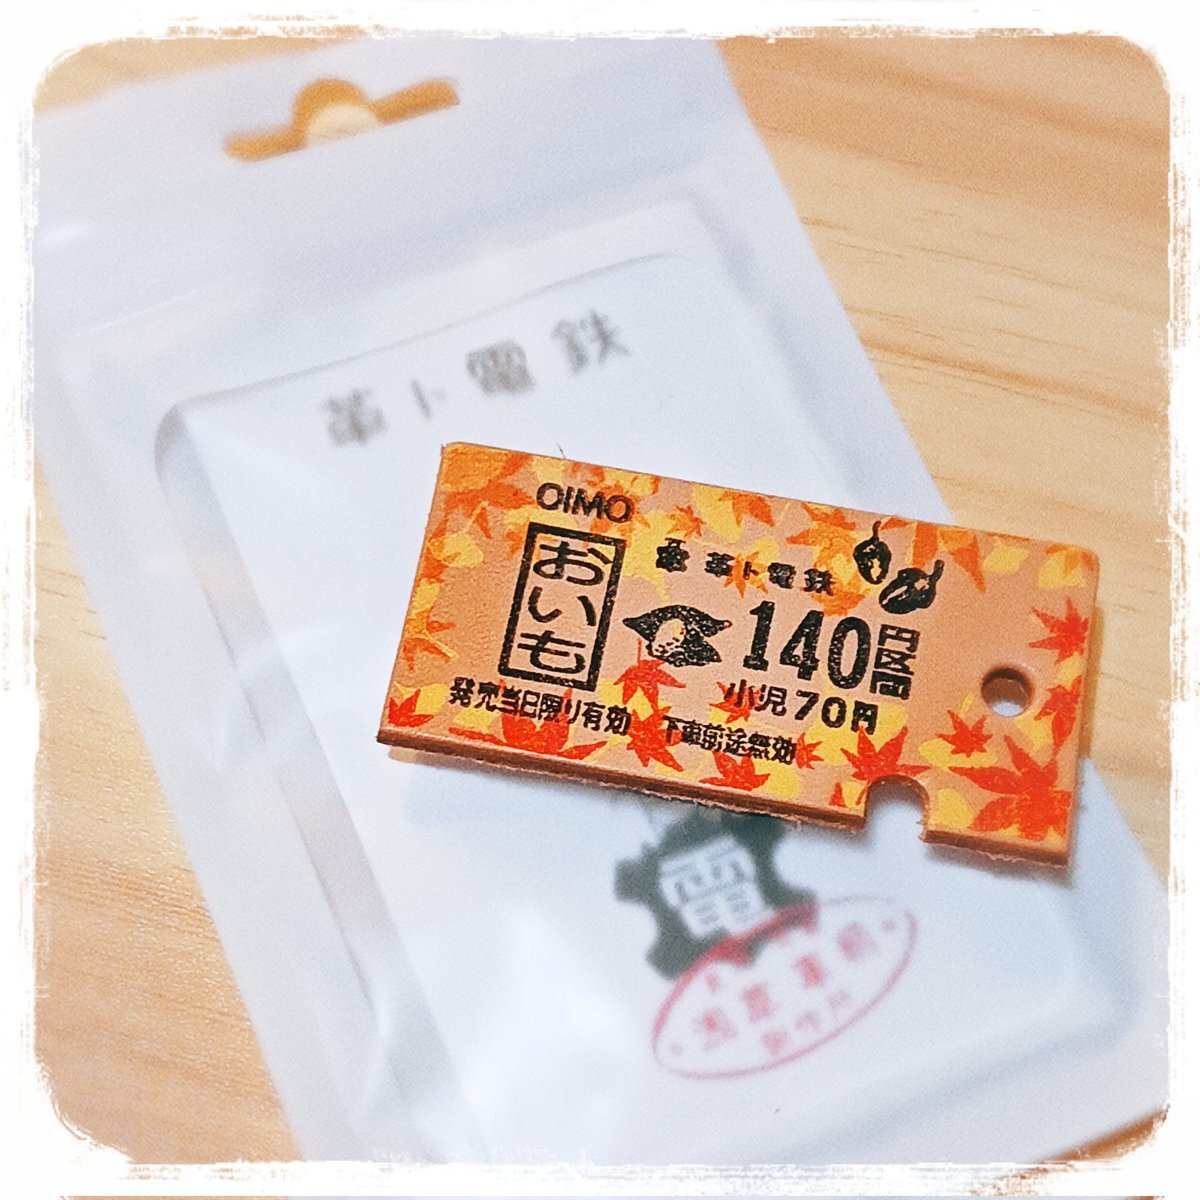 革ト電鉄
OIMO
おいも
革ト電鉄
140円区間
小児70円
発売当日限り有効 下車前途無効